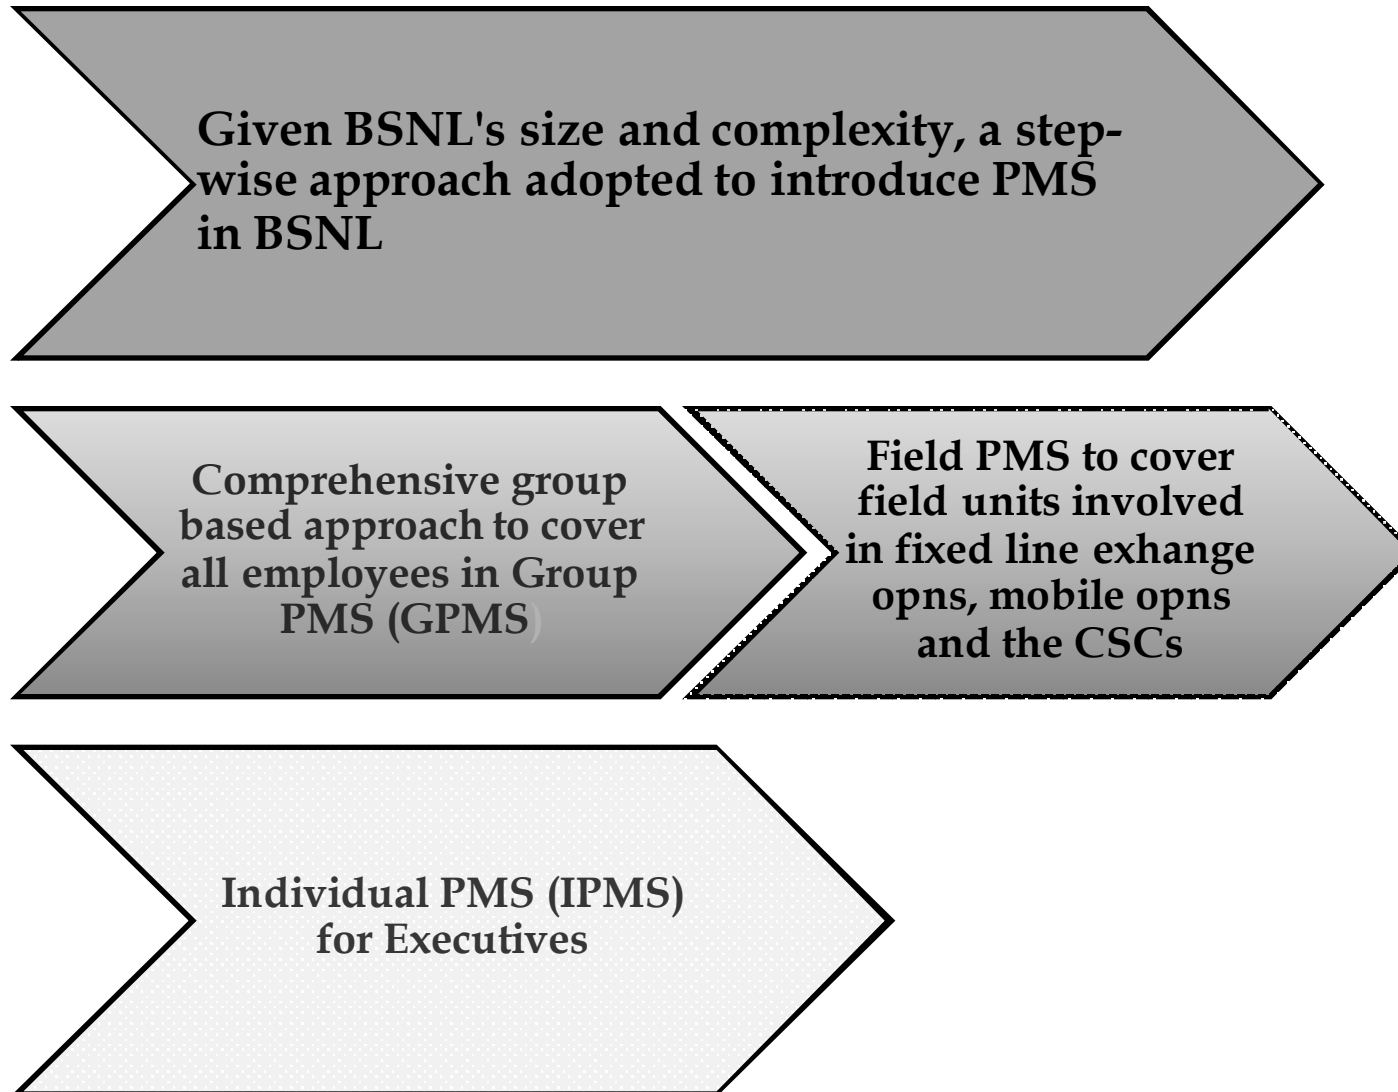 Given BSNL's size and complexity, a step-
wise approach adopted to introduce PMS
in BSNL
Comprehensive group
based approach to cover
all employees in Group
PMS (GPMS)
Field PMS to cover
field units involved
in fixed line exhange
opns, mobile opns
and the CSCs
Individual PMS (IPMS)
for Executives